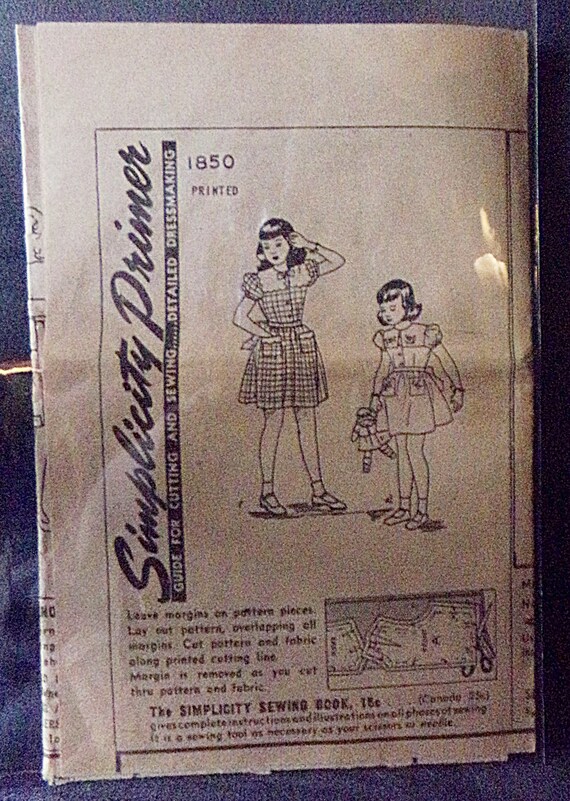 Simplicity Primer
GUIDE FOR CUTTING AND SEWING.....DETAILED DRESSMAKING
1850
PRINTED
Leave margins on pattern pieces.
Lay out pattern, overlapping all
margins. Cut pattern and fabric
along printed cutting line.
Margin is removed as you cut
thru pattern and fabric.
The SIMPLICITY SEWING BOOK, 15c (Canada 25c)
gives complete instructions and illustrations on all phases of sewing
It is a sewing tool as necessary as your scissors or needle.